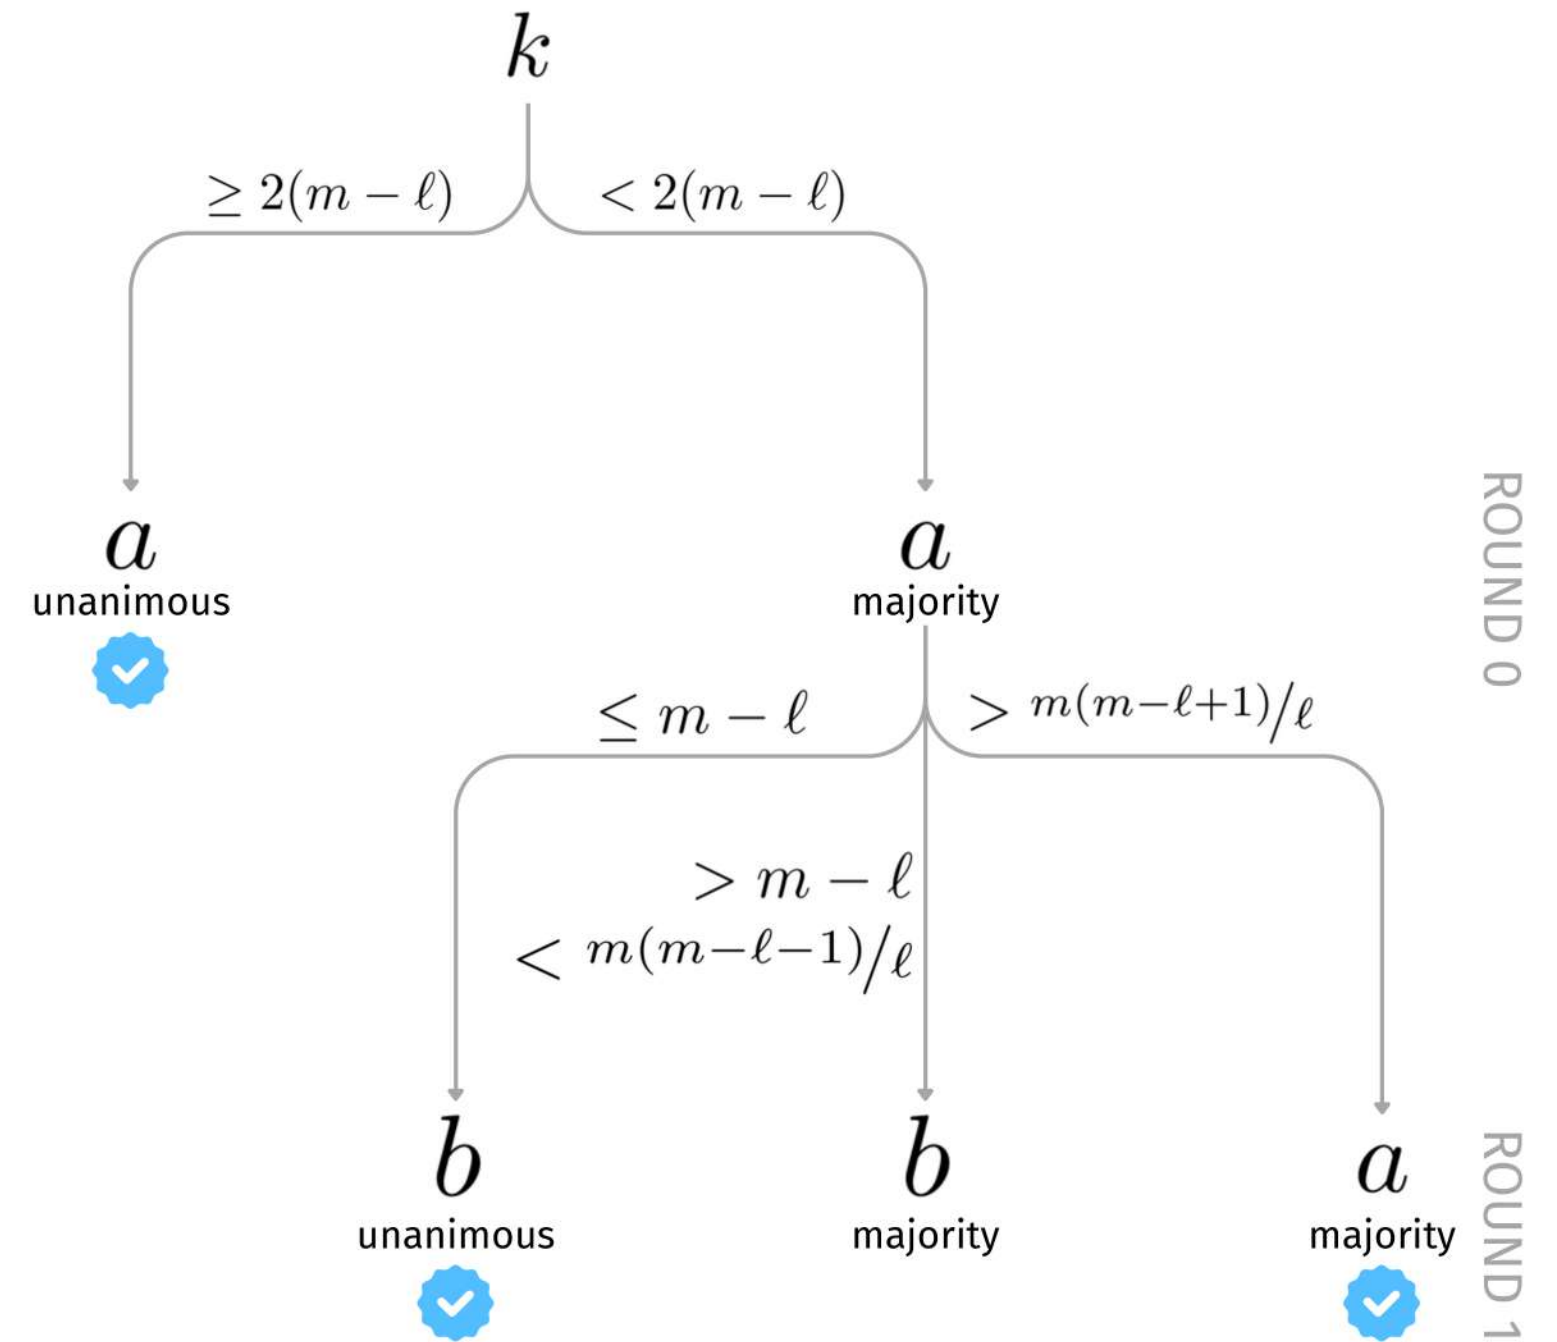 k
≥ 2(m − ℓ)
< 2(m − ℓ)
a
unanimous
a
majority
ROUND 0
≤ m − ℓ
> m(m−ℓ+1)/ℓ
> m − ℓ
< m(m−ℓ−1)/ℓ
b
unanimous
b
majority
a
majority
ROUND 1